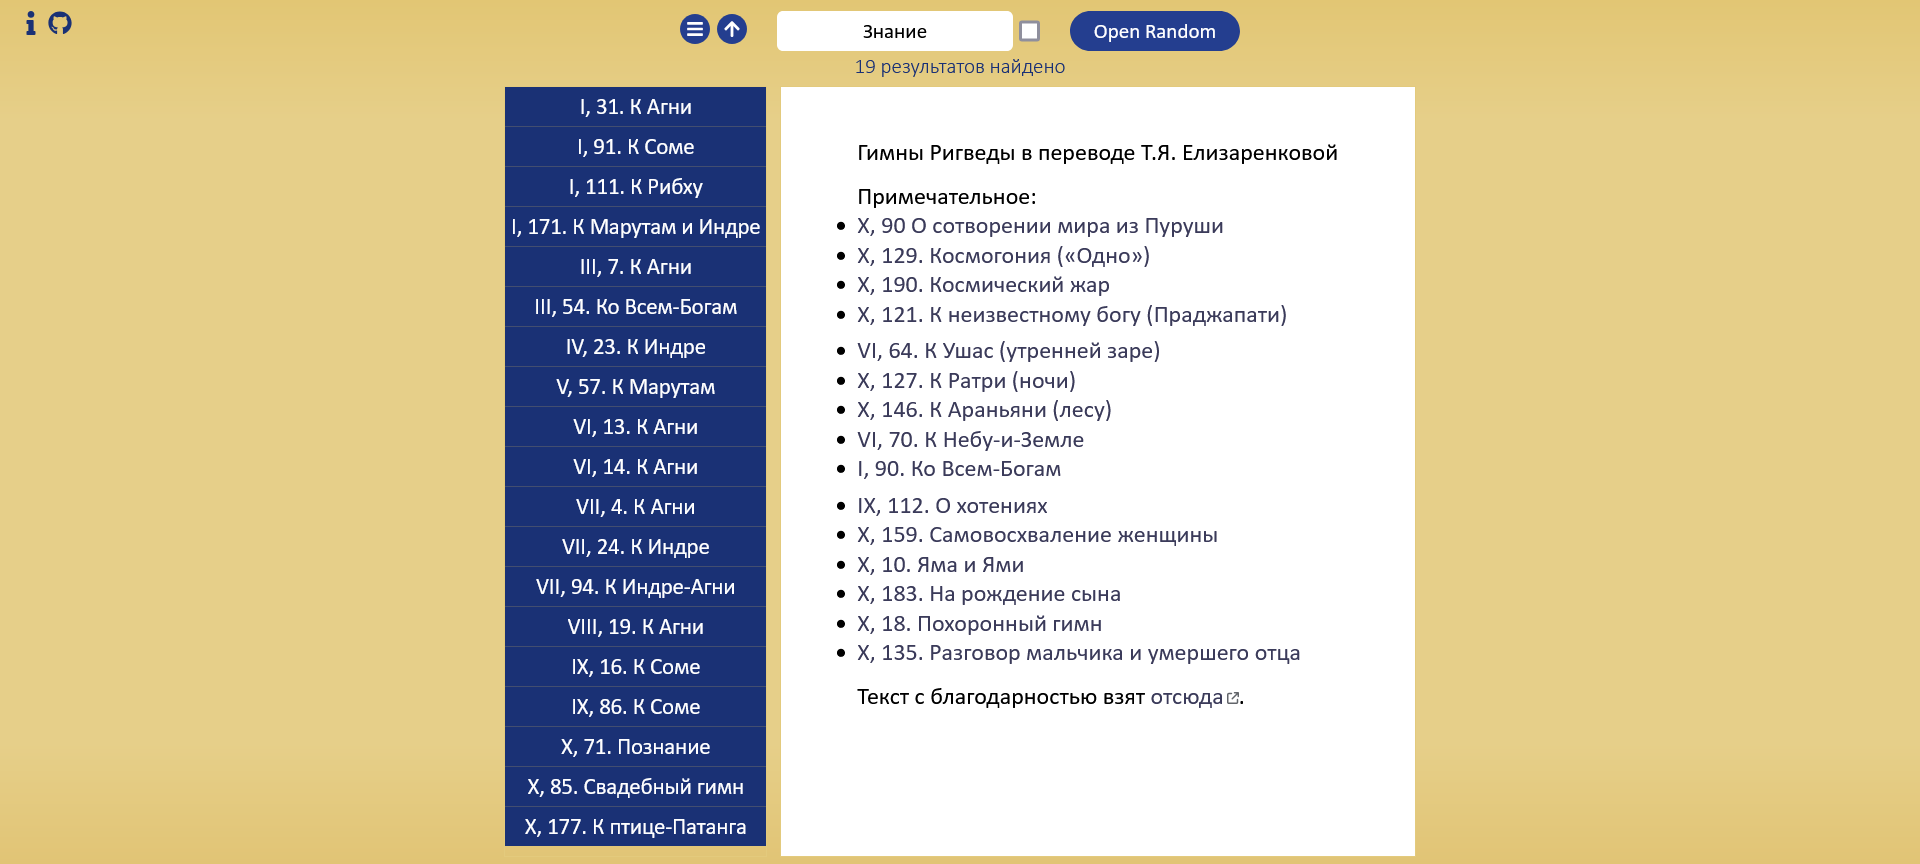 Знание
Open Random
19 результатов найдено
I, 31. К Агни
I, 91. К Соме
I, 111. К Рибху
I, 171. К Марутам и Индре
III, 7. К Агни
III, 54. Ко Всем-Богам
IV, 23. К Индре
V, 57. К Марутам
VI, 13. К Агни
VI, 14. К Агни
VII, 4. К Агни
VII, 24. К Индре
VII, 94. К Индре-Агни
VIII, 19. К Агни
IX, 16. К Соме
IX, 86. К Соме
X, 71. Познание
X, 85. Свадебный гимн
X, 177. К птице-Патанга
Гимны Ригведы в переводе Т.Я. Елизаренковой
Примечательное:
X, 90 О сотворении мира из Пуруши
X, 129. Космогония («Одно»)
X, 190. Космический жар
X, 121. К неизвестному богу (Праджапати)
VI, 64. К Ушас (утренней заре)
X, 127. К Ратри (ночи)
X, 146. К Араньяни (лесу)
VI, 70. К Небу-и-Земле
I, 90. Ко Всем-Богам
IX, 112. О хотениях
X, 159. Самовосхваление женщины
X, 10. Яма и Ями
X, 183. На рождение сына
X, 18. Похоронный гимн
X, 135. Разговор мальчика и умершего отца
Текст с благодарностью взят отсюда.